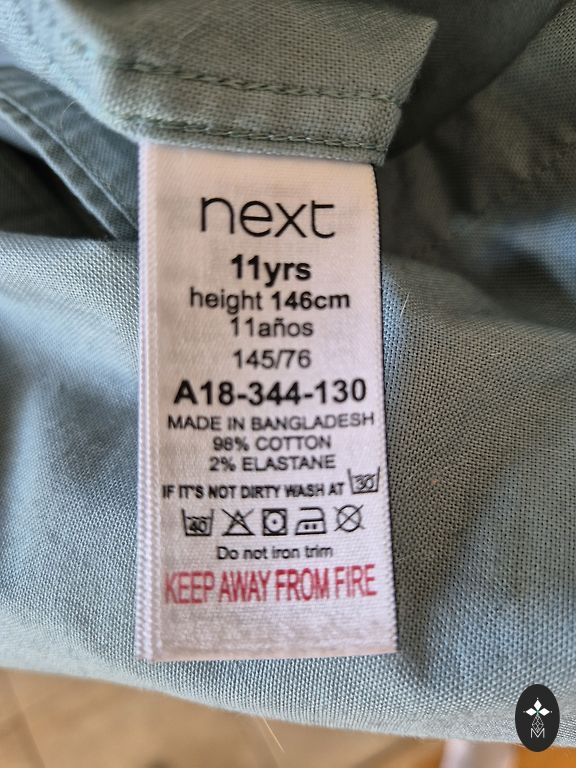 next
11yrs
height 146cm
11años
145/76
A18-344-130
MADE IN BANGLADESH
98% COTTON
2% ELASTANE
IF IT'S NOT DIRTY WASH AT 30
40
Do not iron trim
KEEP AWAY FROM FIRE
M